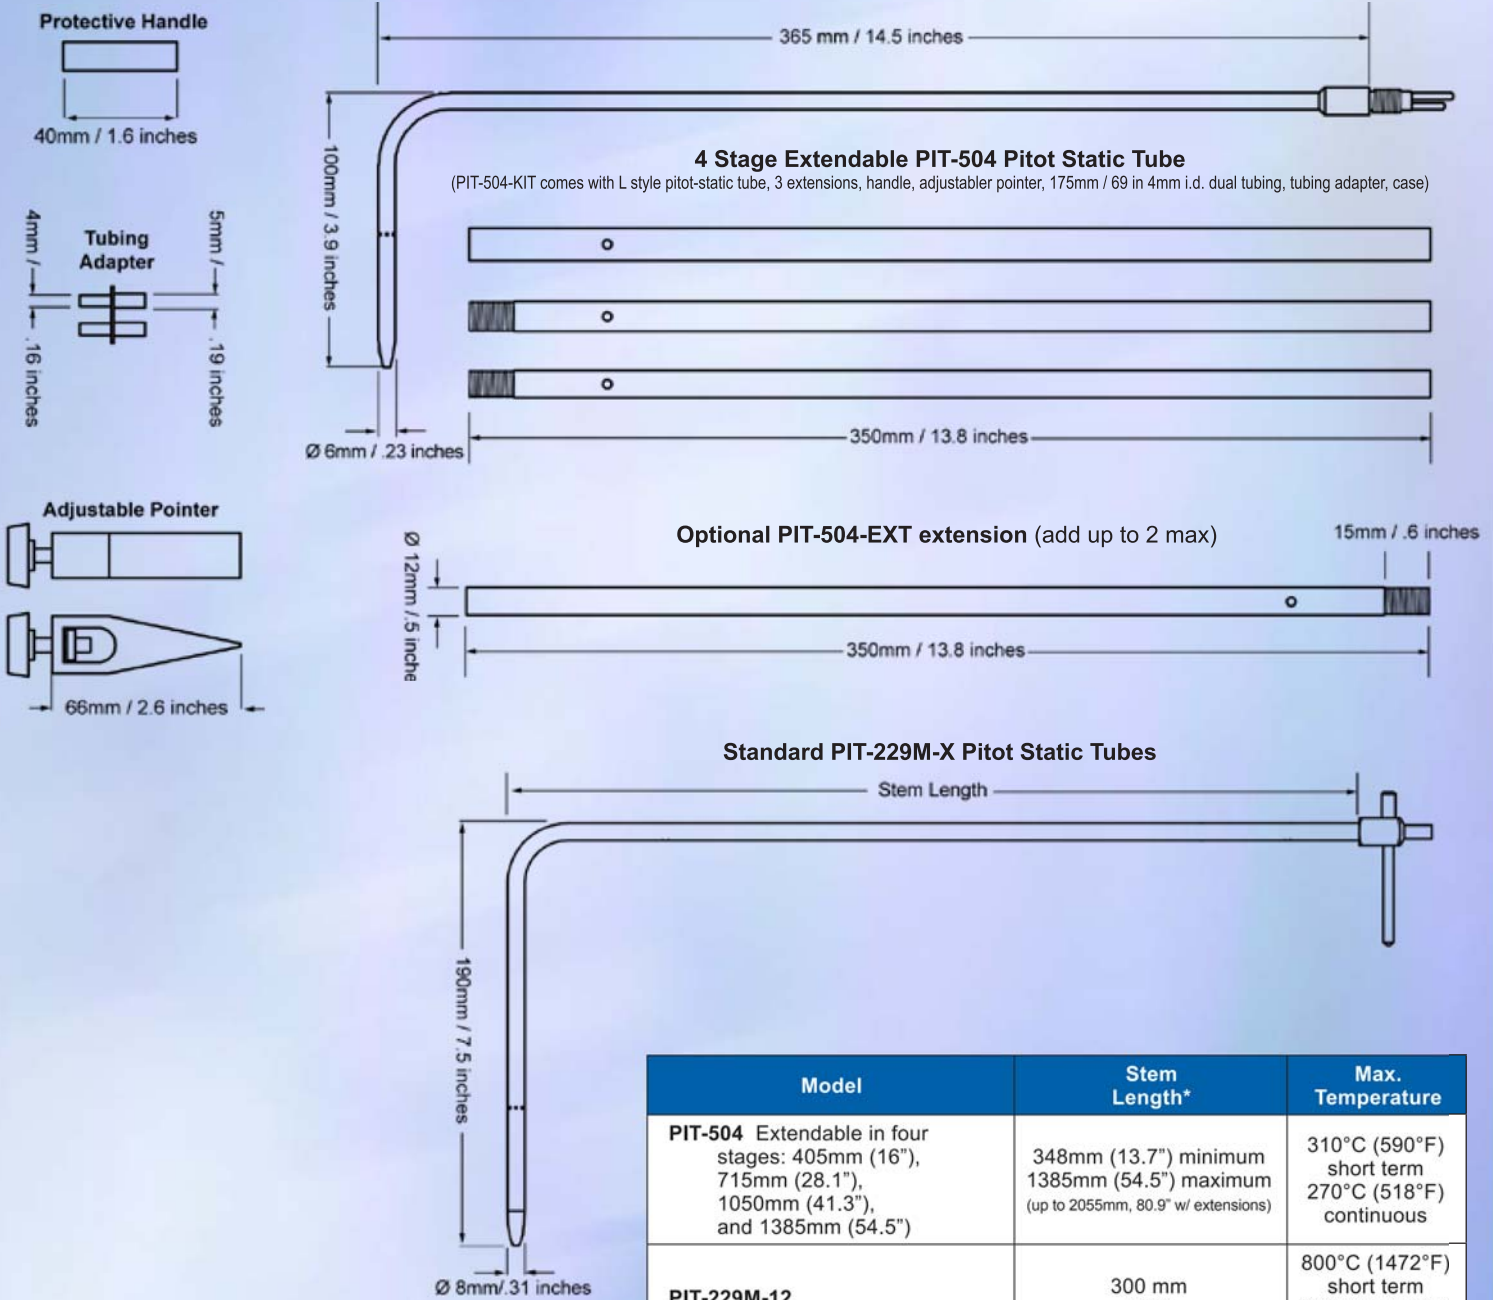 Protective Handle
40mm / 1.6 inches
365 mm / 14.5 inches
100mm / 3.9 inches
4 Stage Extendable PIT-504 Pitot Static Tube
(PIT-504-KIT comes with L style pitot-static tube, 3 extensions, handle, adjustabler pointer, 175mm / 69 in 4mm i.d. dual tubing, tubing adapter, case)
4mm /
.16 inches
Tubing
Adapter
5mm /
.19 inches
Ø 6mm / .23 inches
350mm / 13.8 inches
Adjustable Pointer
66mm / 2.6 inches
Optional PIT-504-EXT extension (add up to 2 max)
15mm / .6 inches
Ø 12mm /.5 inche
350mm / 13.8 inches
Standard PIT-229M-X Pitot Static Tubes
Stem Length
190mm / 7.5 inches
Ø 8mm/.31 inches
Model
Stem
Length*
Max.
Temperature
PIT-504 Extendable in four
stages: 405mm (16”),
715mm (28.1”),
1050mm (41.3”),
and 1385mm (54.5”)
348mm (13.7”) minimum
1385mm (54.5”) maximum
(up to 2055mm, 80.9” w/ extensions)
310°C (590°F)
short term
270°C (518°F)
continuous
PIT-229M-12
300 mm
800°C (1472°F)
short term